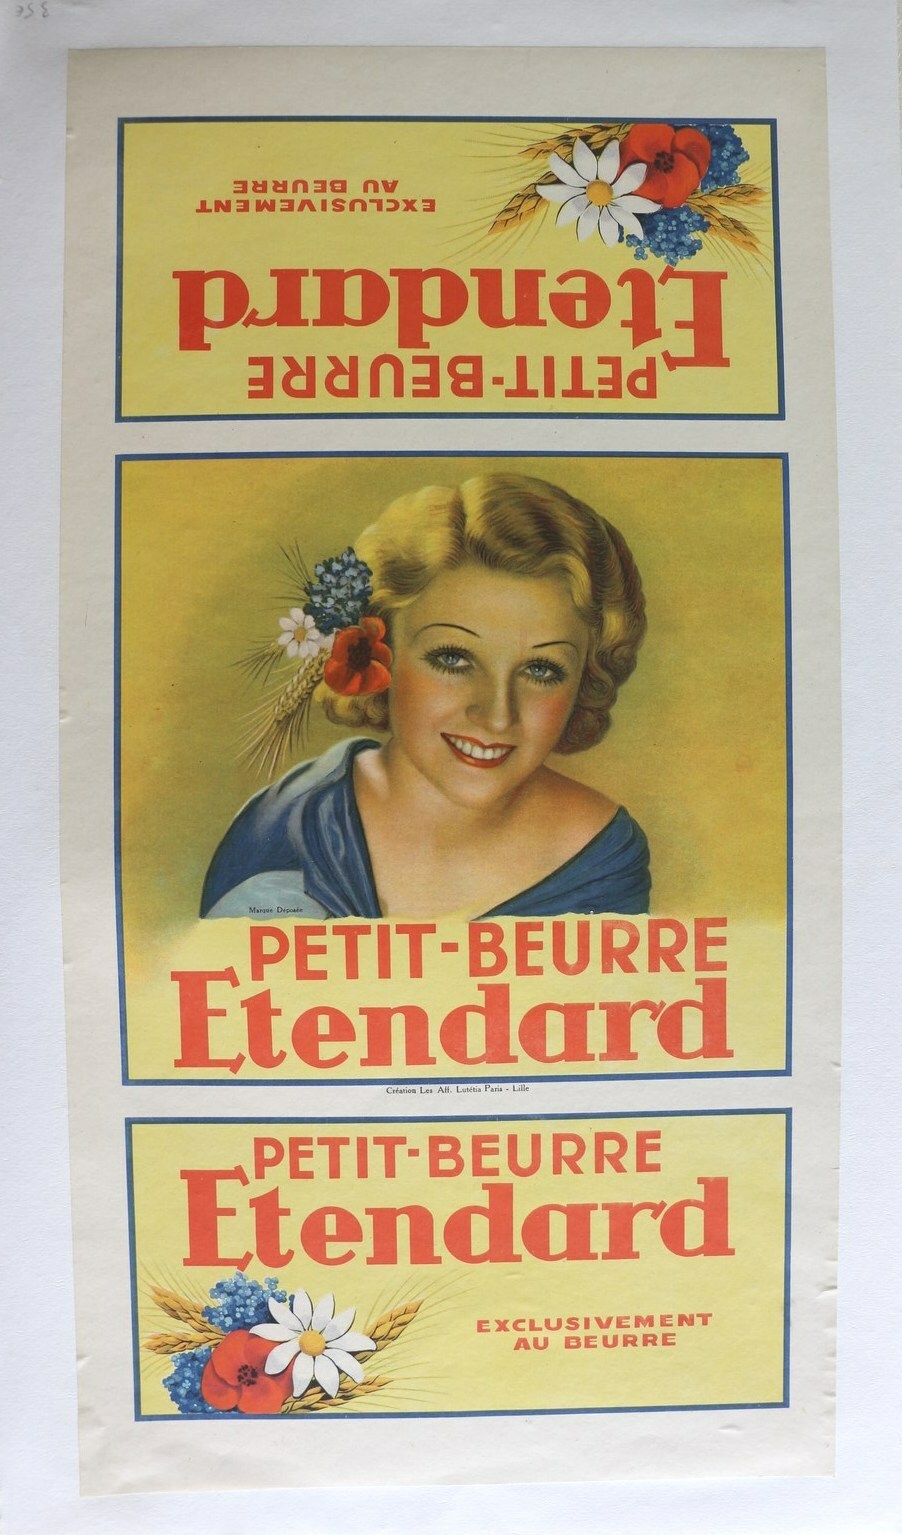 EXCLUSIVEMENT
AU BEURRE
Etendard
PETIT-BEURRE
Marque Déposée
PETIT-BEURRE
Etendard
Création Les Aff. Lutétia Paris - Lille
PETIT-BEURRE
Etendard
EXCLUSIVEMENT
AU BEURRE